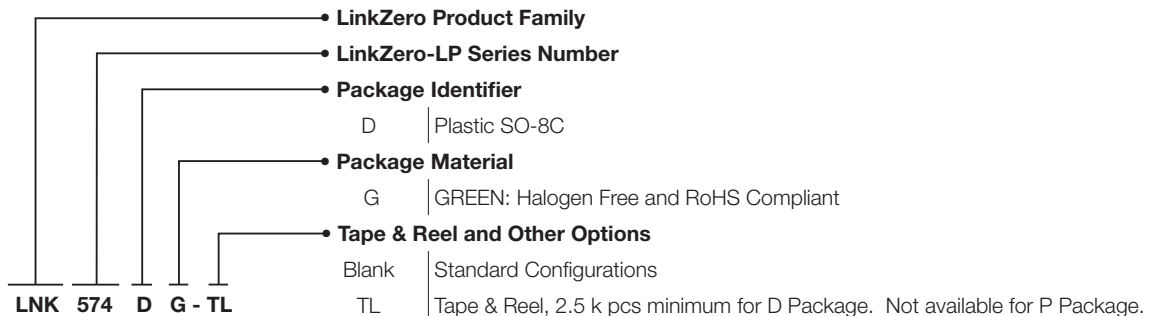 LinkZero Product Family
LinkZero-LP Series Number
Package Identifier
D Plastic SO-8C
Package Material
G GREEN: Halogen Free and RoHS Compliant
Tape & Reel and Other Options
Blank Standard Configurations
LNK 574 D G - TL TL Tape & Reel, 2.5 k pcs minimum for D Package. Not available for P Package.